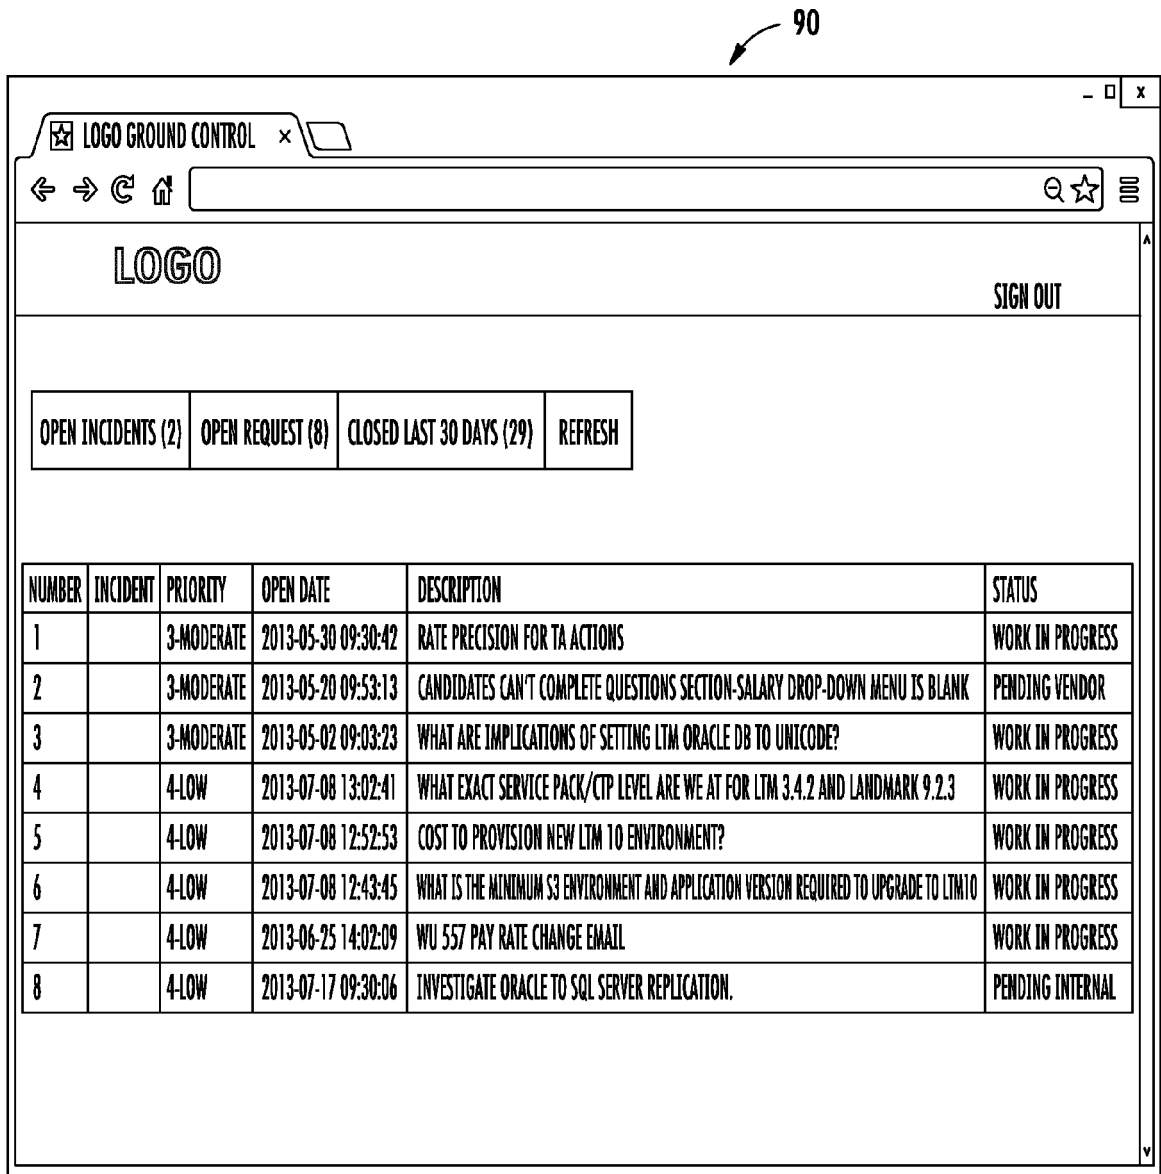 90
_ □ X
LOGO GROUND CONTROL ×
LOGO
SIGN OUT
OPEN INCIDENTS (2) OPEN REQUEST (8) CLOSED LAST 30 DAYS (29) REFRESH
NUMBER INCIDENT PRIORITY OPEN DATE DESCRIPTION STATUS
1 3-MODERATE 2013-05-30 09:30:42 RATE PRECISION FOR TA ACTIONS WORK IN PROGRESS
2 3-MODERATE 2013-05-20 09:53:13 CANDIDATES CAN'T COMPLETE QUESTIONS SECTION-SALARY DROP-DOWN MENU IS BLANK PENDING VENDOR
3 3-MODERATE 2013-05-02 09:03:23 WHAT ARE IMPLICATIONS OF SETTING LTM ORACLE DB TO UNICODE? WORK IN PROGRESS
4 4-LOW 2013-07-08 13:02:41 WHAT EXACT SERVICE PACK/CTP LEVEL ARE WE AT FOR LTM 3.4.2 AND LANDMARK 9.2.3 WORK IN PROGRESS
5 4-LOW 2013-07-08 12:52:53 COST TO PROVISION NEW LTM 10 ENVIRONMENT? WORK IN PROGRESS
6 4-LOW 2013-07-08 12:43:45 WHAT IS THE MINIMUM S3 ENVIRONMENT AND APPLICATION VERSION REQUIRED TO UPGRADE TO LTM10 WORK IN PROGRESS
7 4-LOW 2013-06-25 14:02:09 WU 557 PAY RATE CHANGE EMAIL WORK IN PROGRESS
8 4-LOW 2013-07-17 09:30:06 INVESTIGATE ORACLE TO SQL SERVER REPLICATION. PENDING INTERNAL